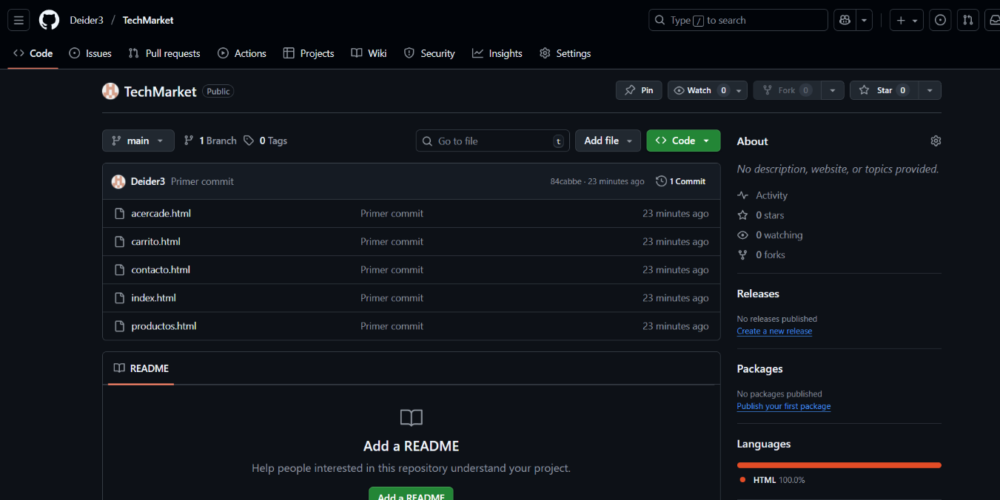 Deider3 / TechMarket
Type / to search
Code Issues Pull requests Actions Projects Wiki Security Insights Settings
TechMarket Public
Pin Watch 0 Fork 0 Star 0
main 1 Branch 0 Tags Go to file t Add file Code
Deider3 Primer commit 84cabbe · 23 minutes ago 1 Commit
acercade.html Primer commit 23 minutes ago
carrito.html Primer commit 23 minutes ago
contacto.html Primer commit 23 minutes ago
index.html Primer commit 23 minutes ago
productos.html Primer commit 23 minutes ago
README
Add a README
Help people interested in this repository understand your project.
Add a README
About
No description, website, or topics provided.
Activity
0 stars
0 watching
0 forks
Releases
No releases published
Create a new release
Packages
No packages published
Publish your first package
Languages
HTML 100.0%